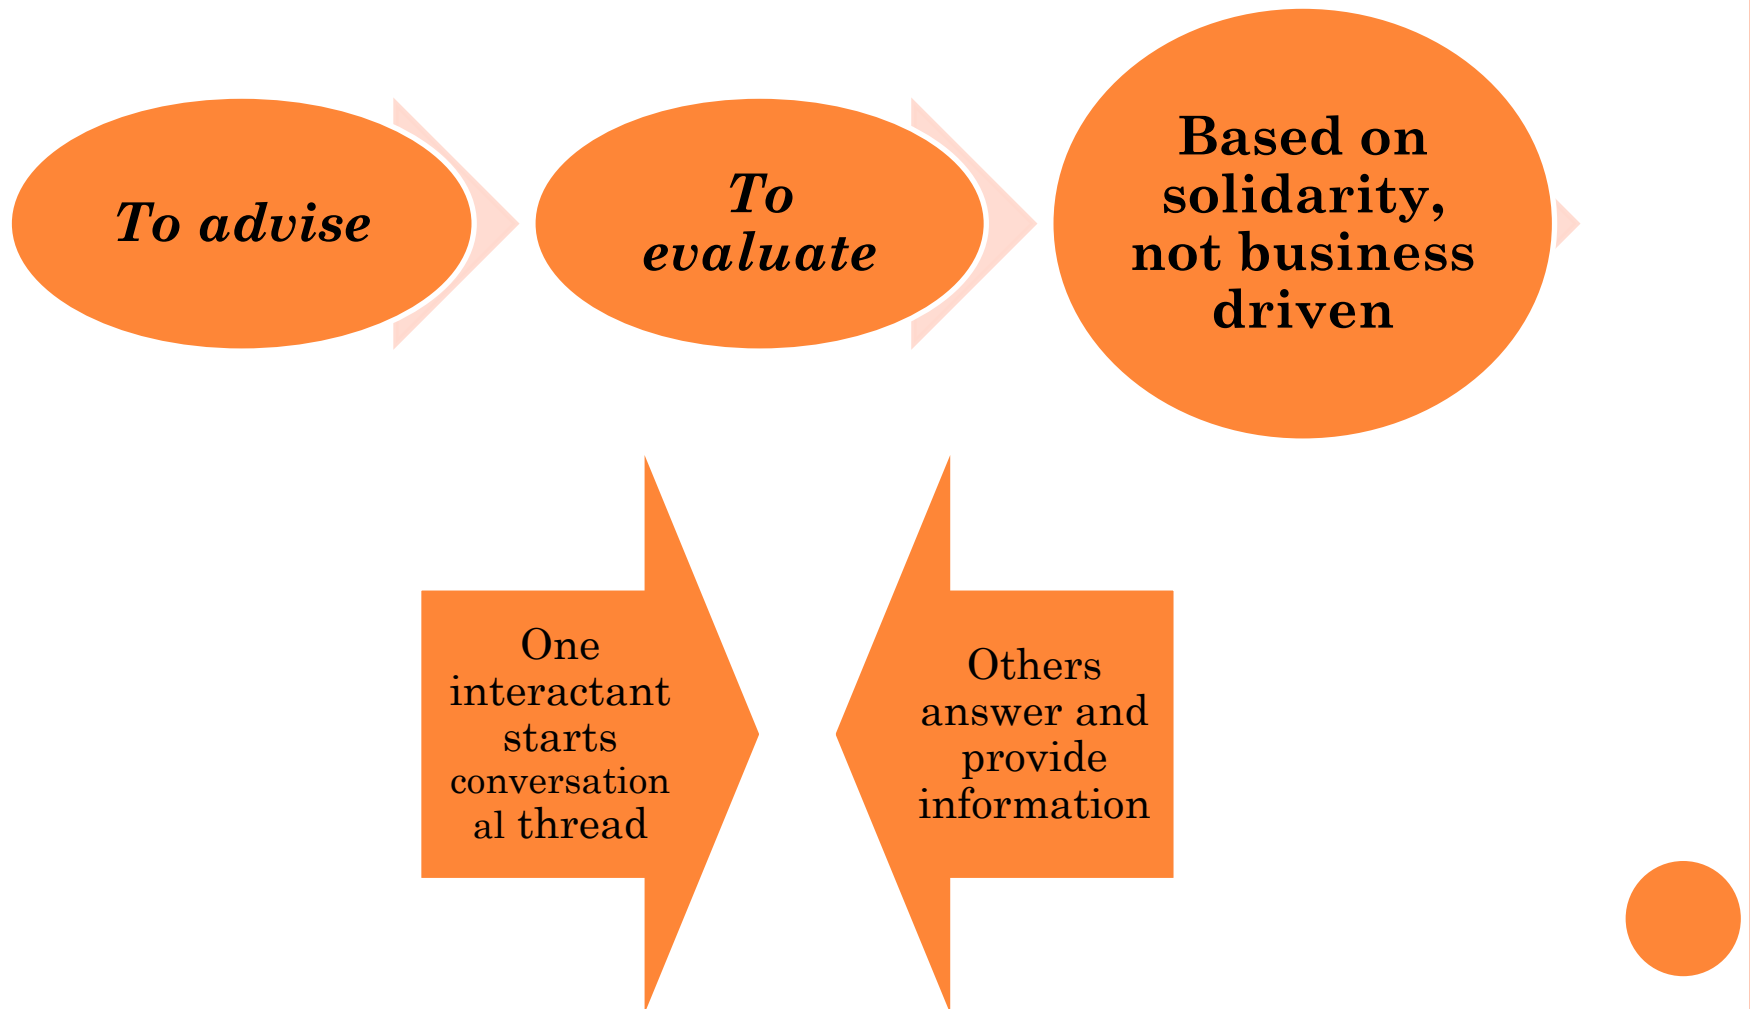 To advise
To
evaluate
Based on
solidarity,
not business
driven
One
interactant
starts
conversation
al thread
Others
answer and
provide
information